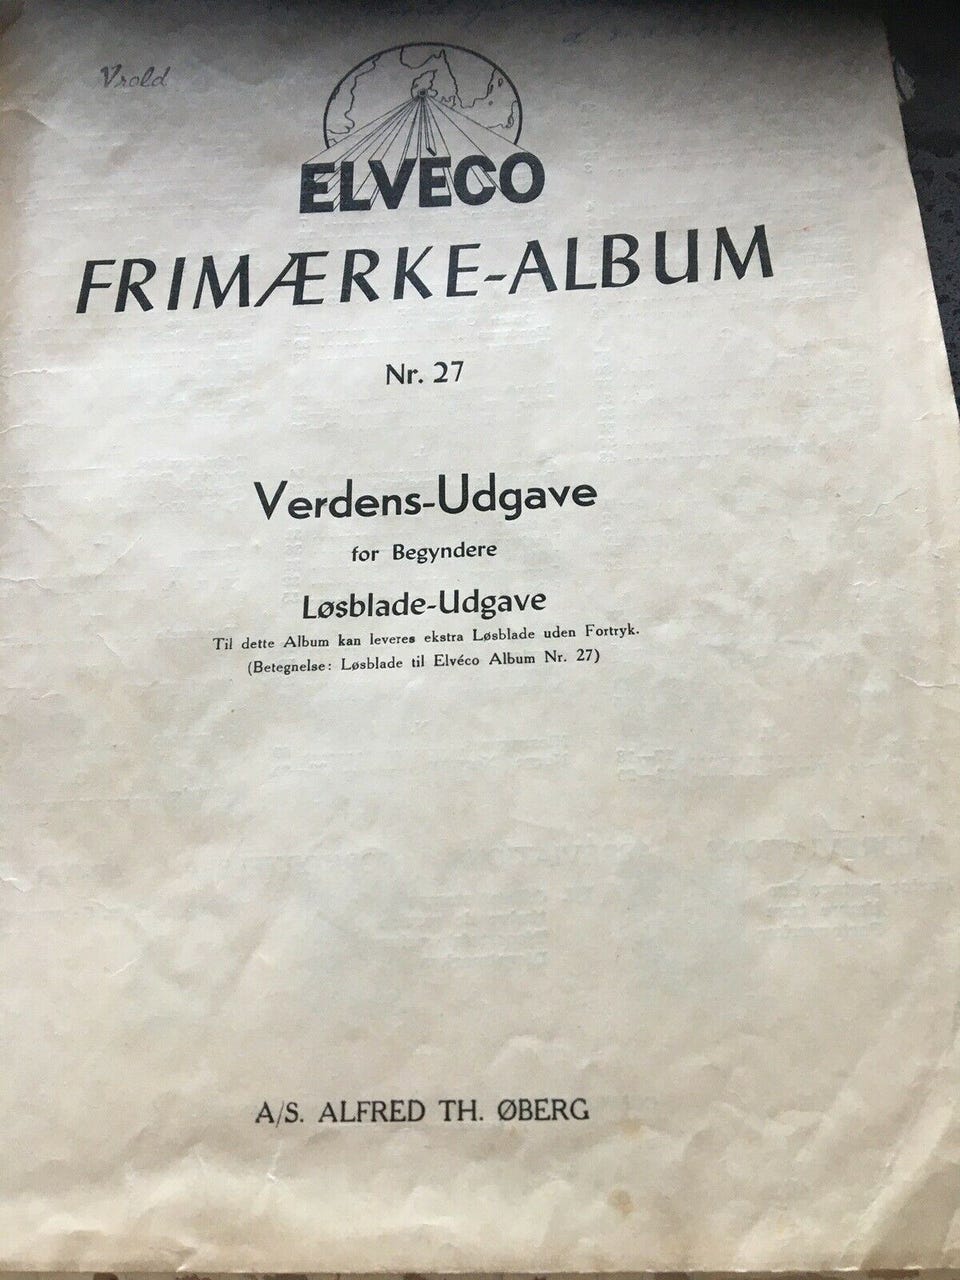 Vrold
ELVÉCO
FRIMÆRKE-ALBUM
Nr. 27
Verdens-Udgave
for Begyndere
Løsblade-Udgave
Til dette Album kan leveres ekstra Løsblade uden Fortryk.
(Betegnelse: Løsblade til Elvéco Album Nr. 27)
A/S. ALFRED TH. ØBERG